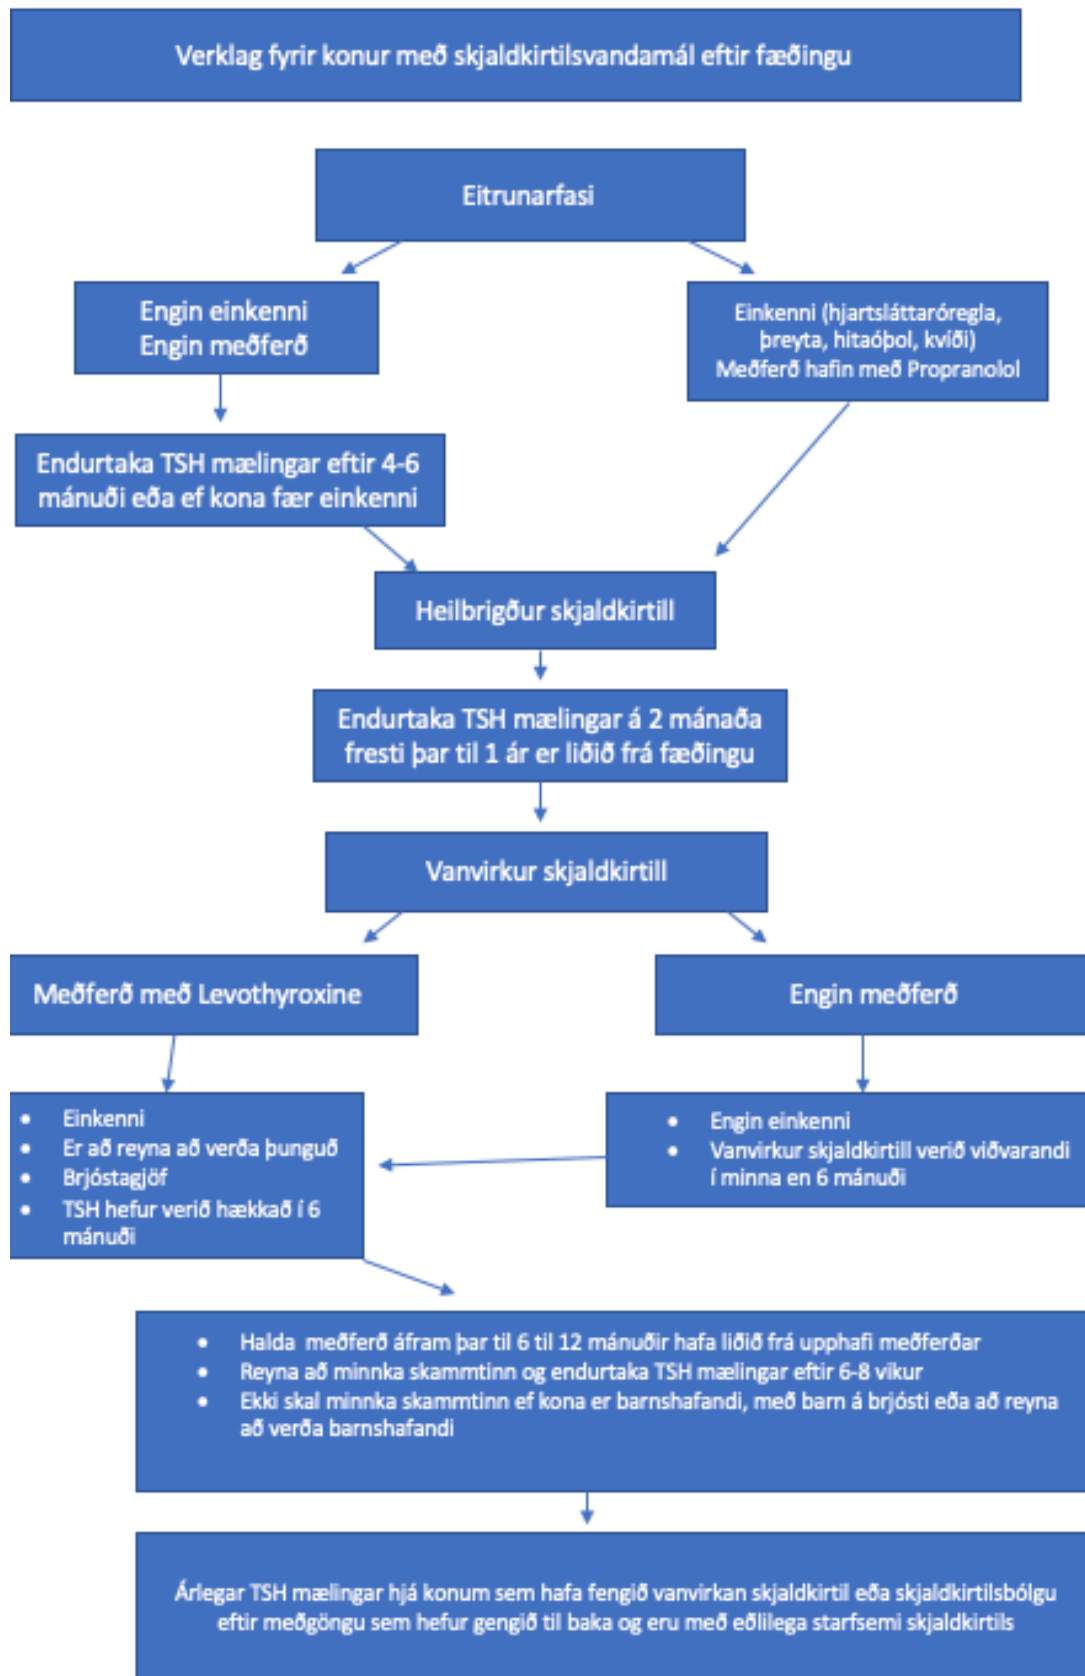 Verklag fyrir konur með skjaldkirtilsvandamál eftir fæðingu
Eitrunarfasi
Engin einkenni
Engin meðferð
Einkenni (hjartsláttaróregla,
þreyta, hitaóþol, kvíði)
Meðferð hafin með Propranolol
Endurtaka TSH mælingar eftir 4-6
mánuði eða ef kona fær einkenni
Heilbrigður skjaldkirtill
Endurtaka TSH mælingar á 2 mánaða
fresti þar til 1 ár er liðið frá fæðingu
Vanvirkur skjaldkirtill
Meðferð með Levothyroxine
Engin meðferð
• Einkenni
• Er að reyna að verða þunguð
• Brjóstagjöf
• TSH hefur verið hækkað í 6
mánuði
• Engin einkenni
• Vanvirkur skjaldkirtill verið viðvarandi
í minna en 6 mánuði
• Halda meðferð áfram þar til 6 til 12 mánuðir hafa liðið frá upphafi meðferðar
• Reyna að minnka skammtinn og endurtaka TSH mælingar eftir 6-8 vikur
• Ekki skal minnka skammtinn ef kona er barnshafandi, með barn á brjósti eða að reyna
að verða barnshafandi
Árlegar TSH mælingar hjá konum sem hafa fengið vanvirkan skjaldkirtil eða skjaldkirtilsbólgu
eftir meðgöngu sem hefur gengið til baka og eru með eðlilega starfsemi skjaldkirtils